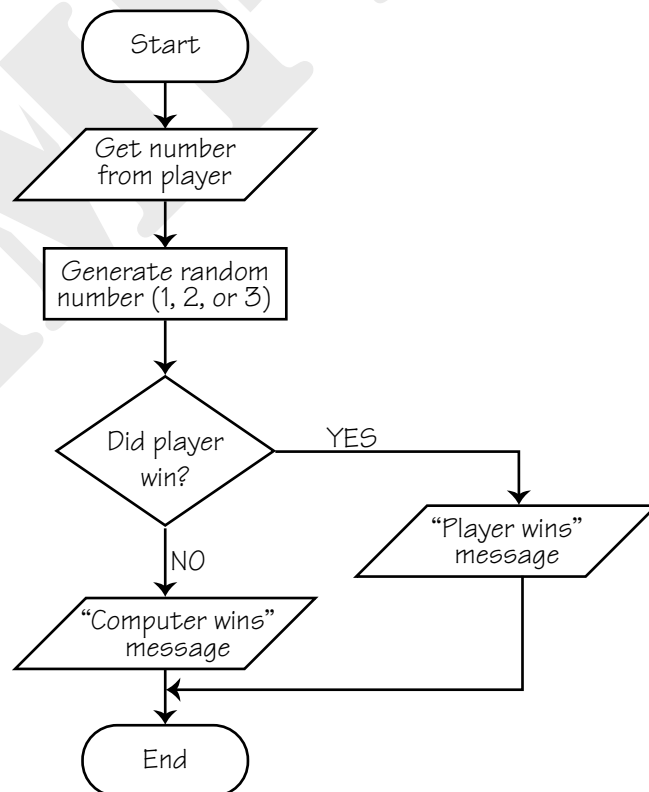 Start
Get number
from player
Generate random
number (1, 2, or 3)
Did player
win?
YES
“Player wins”
message
NO
“Computer wins”
message
End